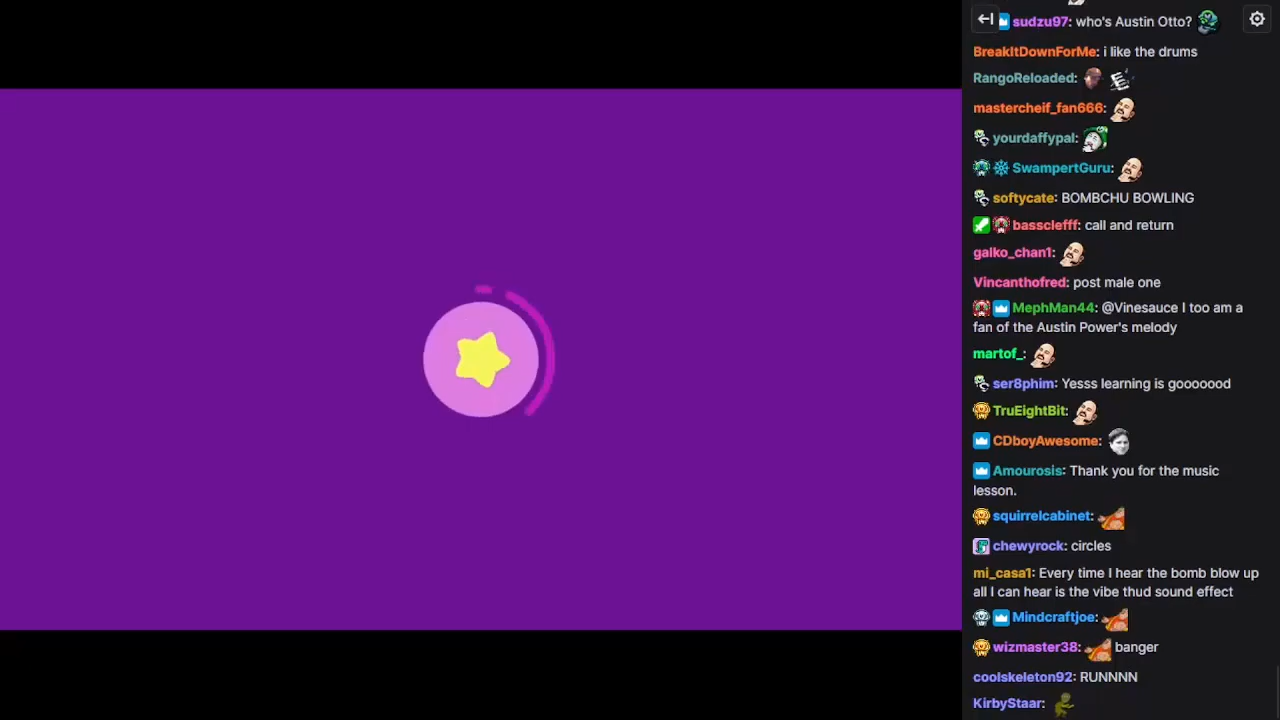 sudzu97: who's Austin Otto?
BreakItDownForMe: i like the drums
RangoReloaded:
mastercheif_fan666:
yourdaffypal:
SwampertGuru:
softycate: BOMBCHU BOWLING
bassclefff: call and return
galko_chan1:
Vincanthofred: post male one
MephMan44: @Vinesauce I too am a
fan of the Austin Power's melody
martof_:
ser8phim: Yesss learning is gooooood
TruEightBit:
CDboyAwesome:
Amourosis: Thank you for the music
lesson.
squirrelcabinet:
chewyrock: circles
mi_casa1: Every time I hear the bomb blow up
all I can hear is the vibe thud sound effect
Mindcraftjoe:
wizmaster38: banger
coolskeleton92: RUNNNN
KirbyStaar: